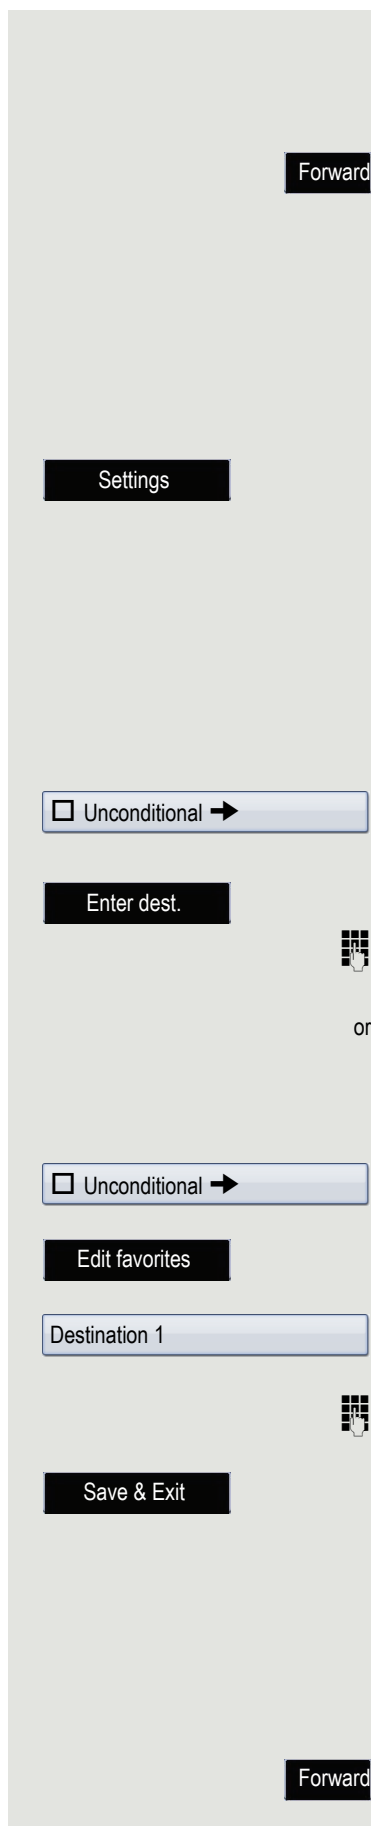 Forward
Settings
☐ Unconditional ➔
Enter dest.
or
☐ Unconditional ➔
Edit favorites
Destination 1
Save & Exit
Forward